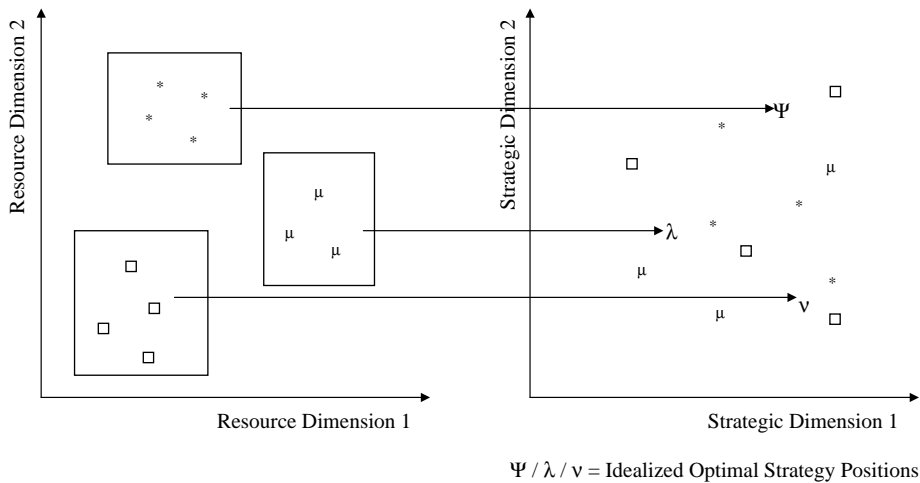 Resource Dimension 2
Strategic Dimension 2
*
*
*
*
Ψ
*
μ
μ
*
μ
μ
*
λ
μ
*
ν
μ
Resource Dimension 1
Strategic Dimension 1
Ψ / λ / ν = Idealized Optimal Strategy Positions